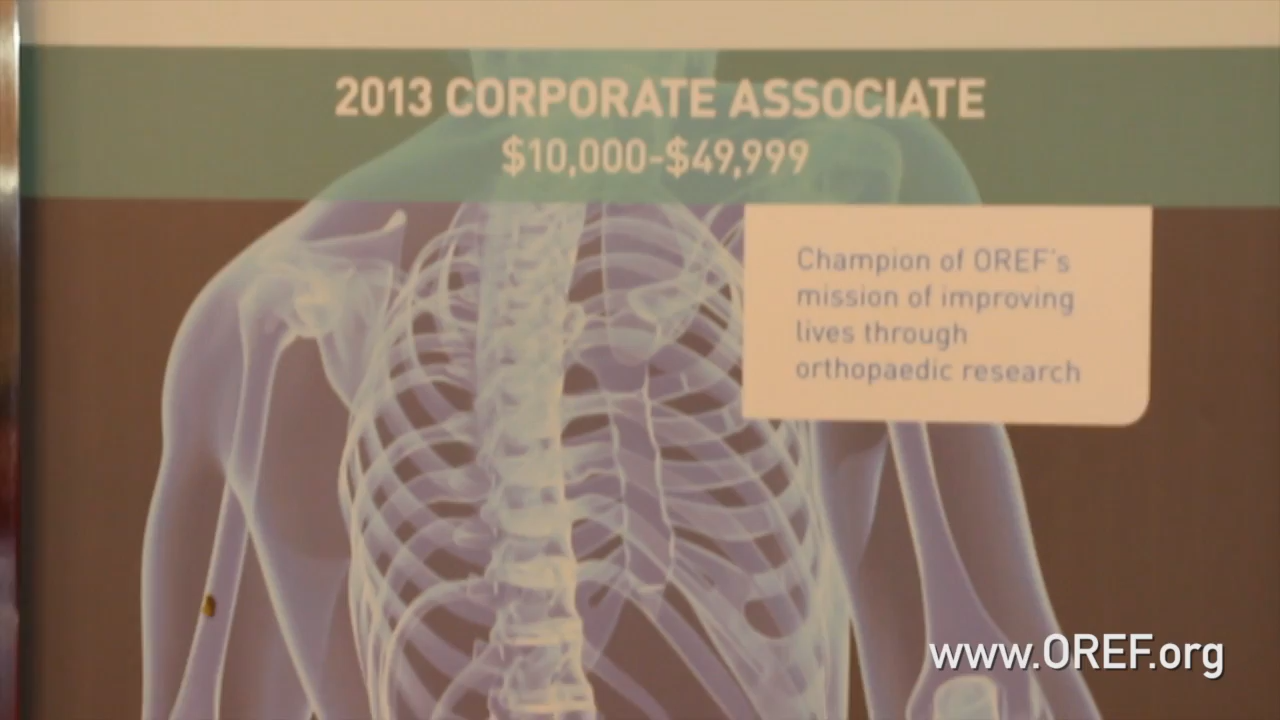 2013 CORPORATE ASSOCIATE
$10,000-$49,999
Champion of OREF's
mission of improving
lives through
orthopaedic research
www.OREF.org